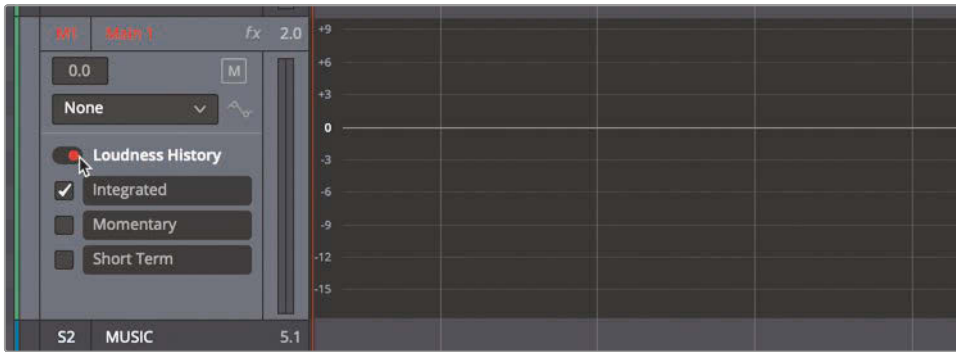 M1 Main 1 fx 2.0
+9
+6
0.0 M
+3
None
0
Loudness History
-3
Integrated
-6
Momentary
-9
Short Term
-12
-15
S2 MUSIC 5.1